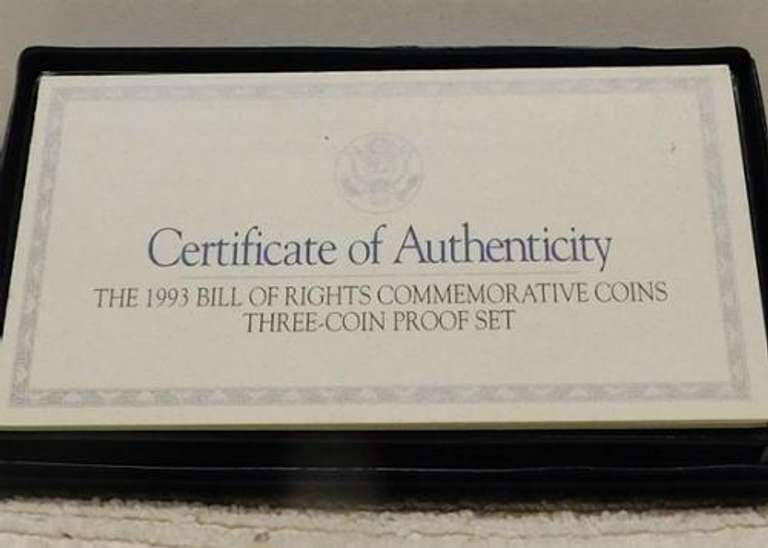 Certificate of Authenticity
THE 1993 BILL OF RIGHTS COMMEMORATIVE COINS
THREE-COIN PROOF SET